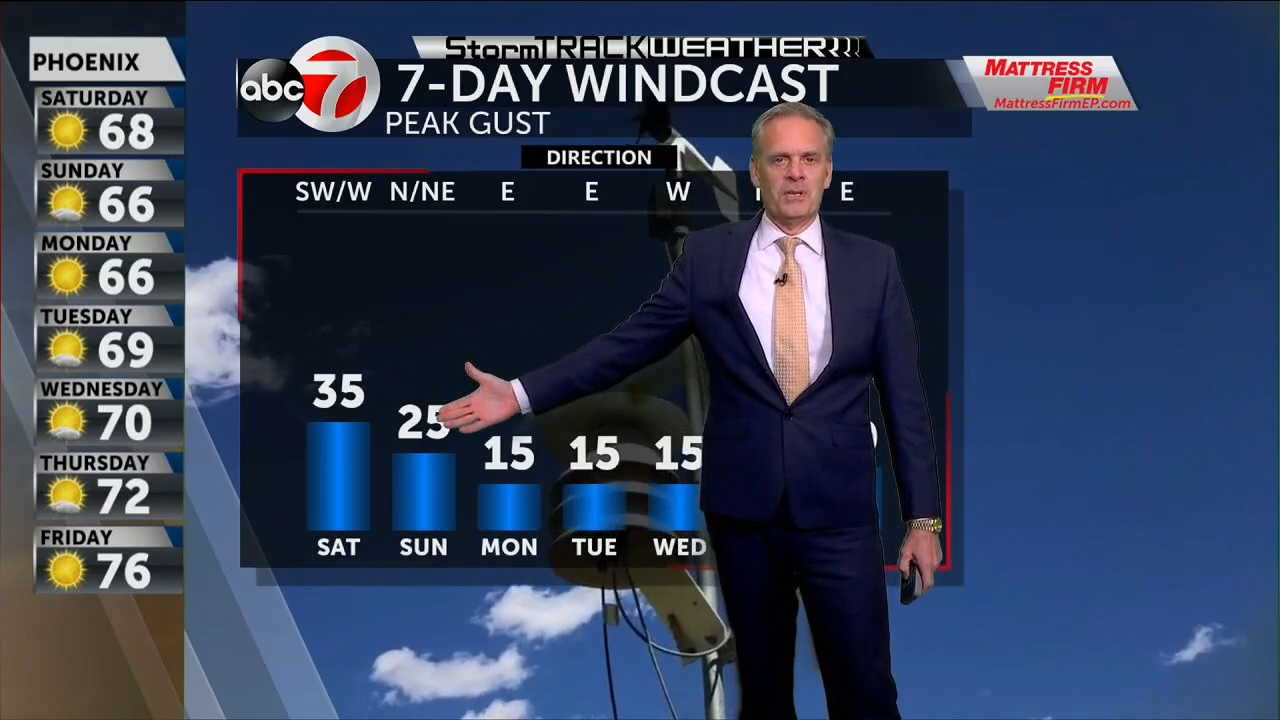 PHOENIX
SATURDAY
68
SUNDAY
66
MONDAY
66
TUESDAY
69
WEDNESDAY
70
THURSDAY
72
FRIDAY
76
StormTRACK WEATHER
abc 7
7-DAY WINDCAST
PEAK GUST
MATTRESS
FIRM
MattressFirmEP.com
DIRECTION
SW/W N/NE E E W E
35 25 15 15 15
SAT SUN MON TUE WED